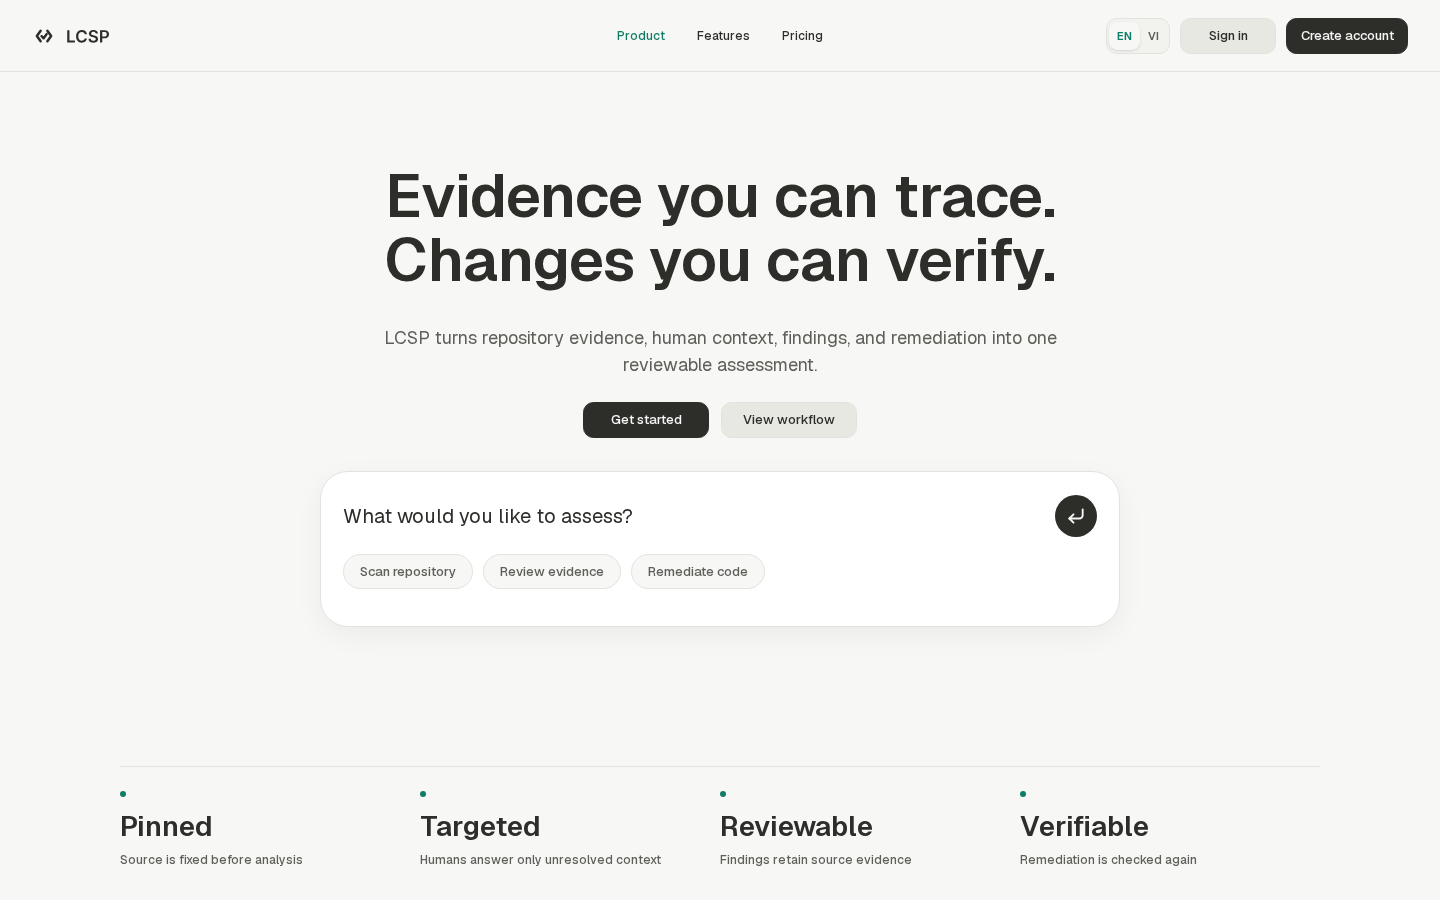 LCSP
Product
Features
Pricing
EN
VI
Sign in
Create account
Evidence you can trace.
Changes you can verify.
LCSP turns repository evidence, human context, findings, and remediation into one
reviewable assessment.
Get started
View workflow
What would you like to assess?
Scan repository
Review evidence
Remediate code
Pinned
Source is fixed before analysis
Targeted
Humans answer only unresolved context
Reviewable
Findings retain source evidence
Verifiable
Remediation is checked again